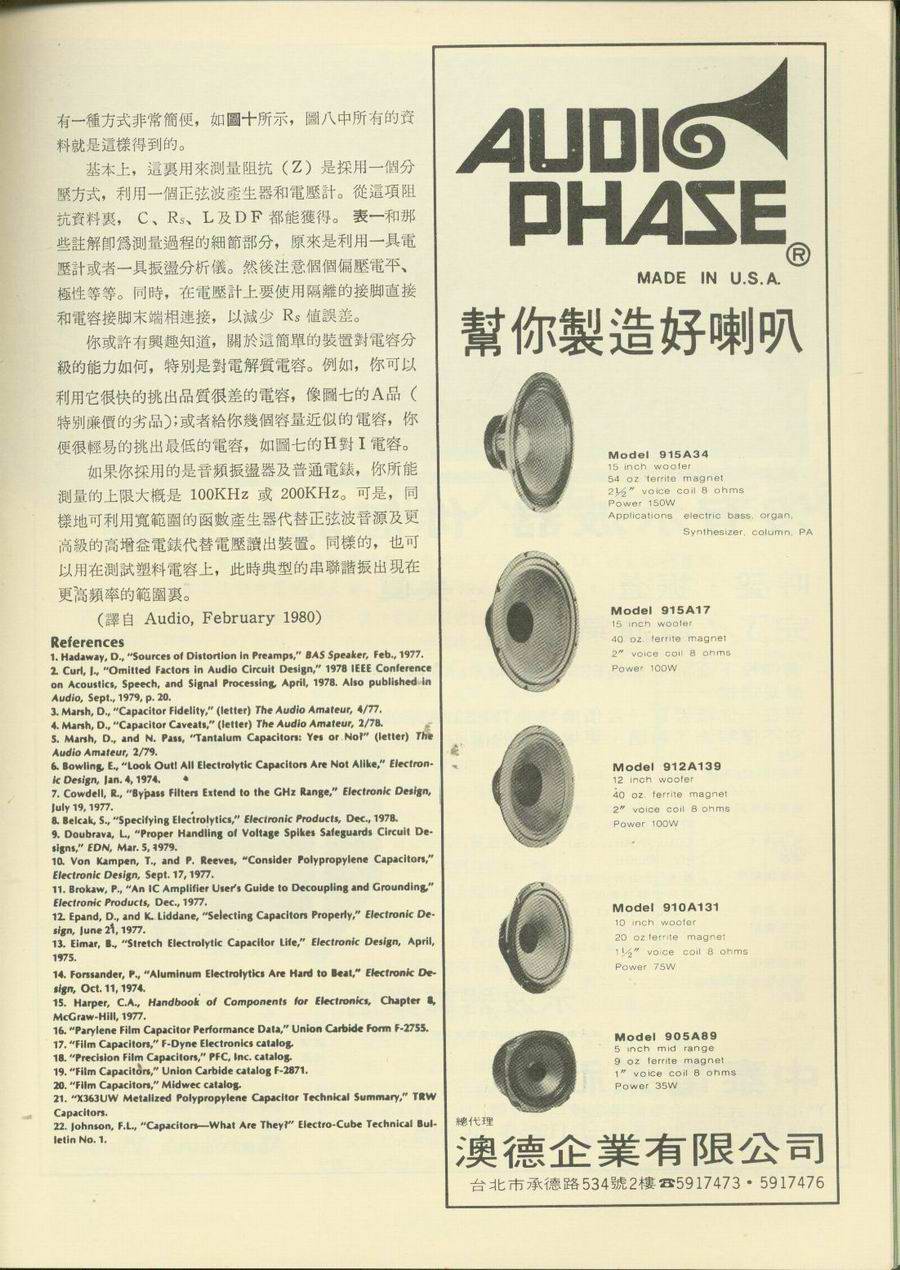 有一種方式非常簡便，如圖十所示，圖八中所有的資
料就是這樣得到的。
基本上，這裏用來測量阻抗（Z）是採用一個分
壓方式，利用一個正弦波產生器和電壓計。從這項阻
抗資料裏， C、Rs、L及DF 都能獲得。 表一和那
些註解卽爲測量過程的細節部分，原來是利用一具電
壓計或者一具振盪分析儀。然後注意個個偏壓電平、
極性等等。同時，在電壓計上要使用隔離的接脚直接
和電容接脚末端相連接，以減少 Rs 値誤差。
你或許有興趣知道，關於這簡單的裝置對電容分
級的能力如何，特別是對電解質電容。例如，你可以
利用它很快的挑出品質很差的電容，像圖七的A品（
特別廉價的劣品）；或者給你幾個容量近似的電容，你
便很輕易的挑出最低的電容，如圖七的H對I電容。
如果你採用的是音頻振盪器及普通電錶，你所能
測量的上限大概是 100KHz 或 200KHz。可是，同
樣地可利用寬範圍的函數產生器代替正弦波音源及更
高級的高增益電錶代替電壓讀出裝置。同樣的，也可
以用在測試塑料電容上，此時典型的串聯諧振出現在
更高頻率的範圍裏。
(譯自 Audio, February 1980)
References
1. Hadaway, D., “Sources of Distortion in Preamps,” BAS Speaker, Feb., 1977.
2. Curl, J., “Omitted Factors in Audio Circuit Design,” 1978 IEEE Conference
on Acoustics, Speech, and Signal Processing, April, 1978. Also published in
Audio, Sept., 1979, p. 20.
3. Marsh, D., “Capacitor Fidelity,” (letter) The Audio Amateur, 4/77.
4. Marsh, D., “Capacitor Caveats,” (letter) The Audio Amateur, 2/78.
5. Marsh, D., and N. Pass, “Tantalum Capacitors: Yes or No?” (letter) The
Audio Amateur, 2/79.
6. Bowling, E., “Look Out! All Electrolytic Capacitors Are Not Alike,” Electron-
ic Design, Jan. 4, 1974.
7. Cowdell, R., “Bypass Filters Extend to the GHz Range,” Electronic Design,
July 19, 1977.
8. Belcak, S., “Specifying Electrolytics,” Electronic Products, Dec., 1978.
9. Doubrava, L., “Proper Handling of Voltage Spikes Safeguards Circuit De-
signs,” EDN, Mar. 5, 1979.
10. Von Kampen, T., and P. Reeves, “Consider Polypropylene Capacitors,”
Electronic Design, Sept. 17, 1977.
11. Brokaw, P., “An IC Amplifier User’s Guide to Decoupling and Grounding,”
Electronic Products, Dec., 1977.
12. Epand, D., and K. Liddane, “Selecting Capacitors Properly,” Electronic De-
sign, June 21, 1977.
13. Eimar, B., “Stretch Electrolytic Capacitor Life,” Electronic Design, April,
1975.
14. Forssander, P., “Aluminum Electrolytics Are Hard to Beat,” Electronic De-
sign, Oct. 11, 1974.
15. Harper, C.A., Handbook of Components for Electronics, Chapter 8,
McGraw-Hill, 1977.
16. “Parylene Film Capacitor Performance Data,” Union Carbide Form F-2755.
17. “Film Capacitors,” F-Dyne Electronics catalog.
18. “Precision Film Capacitors,” PFC, Inc. catalog.
19. “Film Capacitors,” Union Carbide catalog F-2871.
20. “Film Capacitors,” Midwec catalog.
21. “X363UW Metalized Polypropylene Capacitor Technical Summary,” TRW
Capacitors.
22. Johnson, F.L., “Capacitors—What Are They?” Electro-Cube Technical Bul-
letin No. 1.
AUDIO
PHASE®
MADE IN U.S.A.
幫你製造好喇叭
Model 915A34
15 inch woofer
54 oz ferrite magnet
2½″ voice coil 8 ohms
Power 150W
Applications electric bass, organ,
Synthesizer, column, PA
Model 915A17
15 inch woofer
40 oz. ferrite magnet
2″ voice coil 8 ohms
Power 100W
Model 912A139
12 inch woofer
40 oz. ferrite magnet
2″ voice coil 8 ohms
Power 100W
Model 910A131
10 inch woofer
20 oz.ferrite magnet
1½″ voice coil 8 ohms
Power 75W
Model 905A89
5 inch mid range
9 oz ferrite magnet
1″ voice coil 8 ohms
Power 35W
總代理
澳德企業有限公司
台北市承德路534號2樓☎5917473・5917476